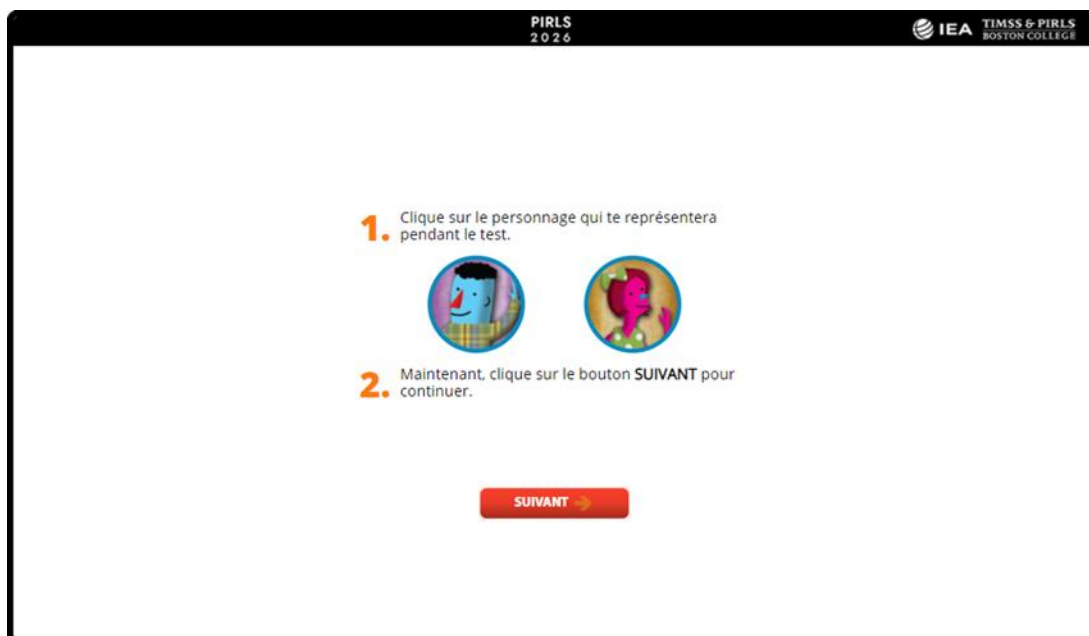 PIRLS
2026
IEA
TIMSS & PIRLS
BOSTON COLLEGE
1. Clique sur le personnage qui te représentera
pendant le test.
2. Maintenant, clique sur le bouton SUIVANT pour
continuer.
SUIVANT